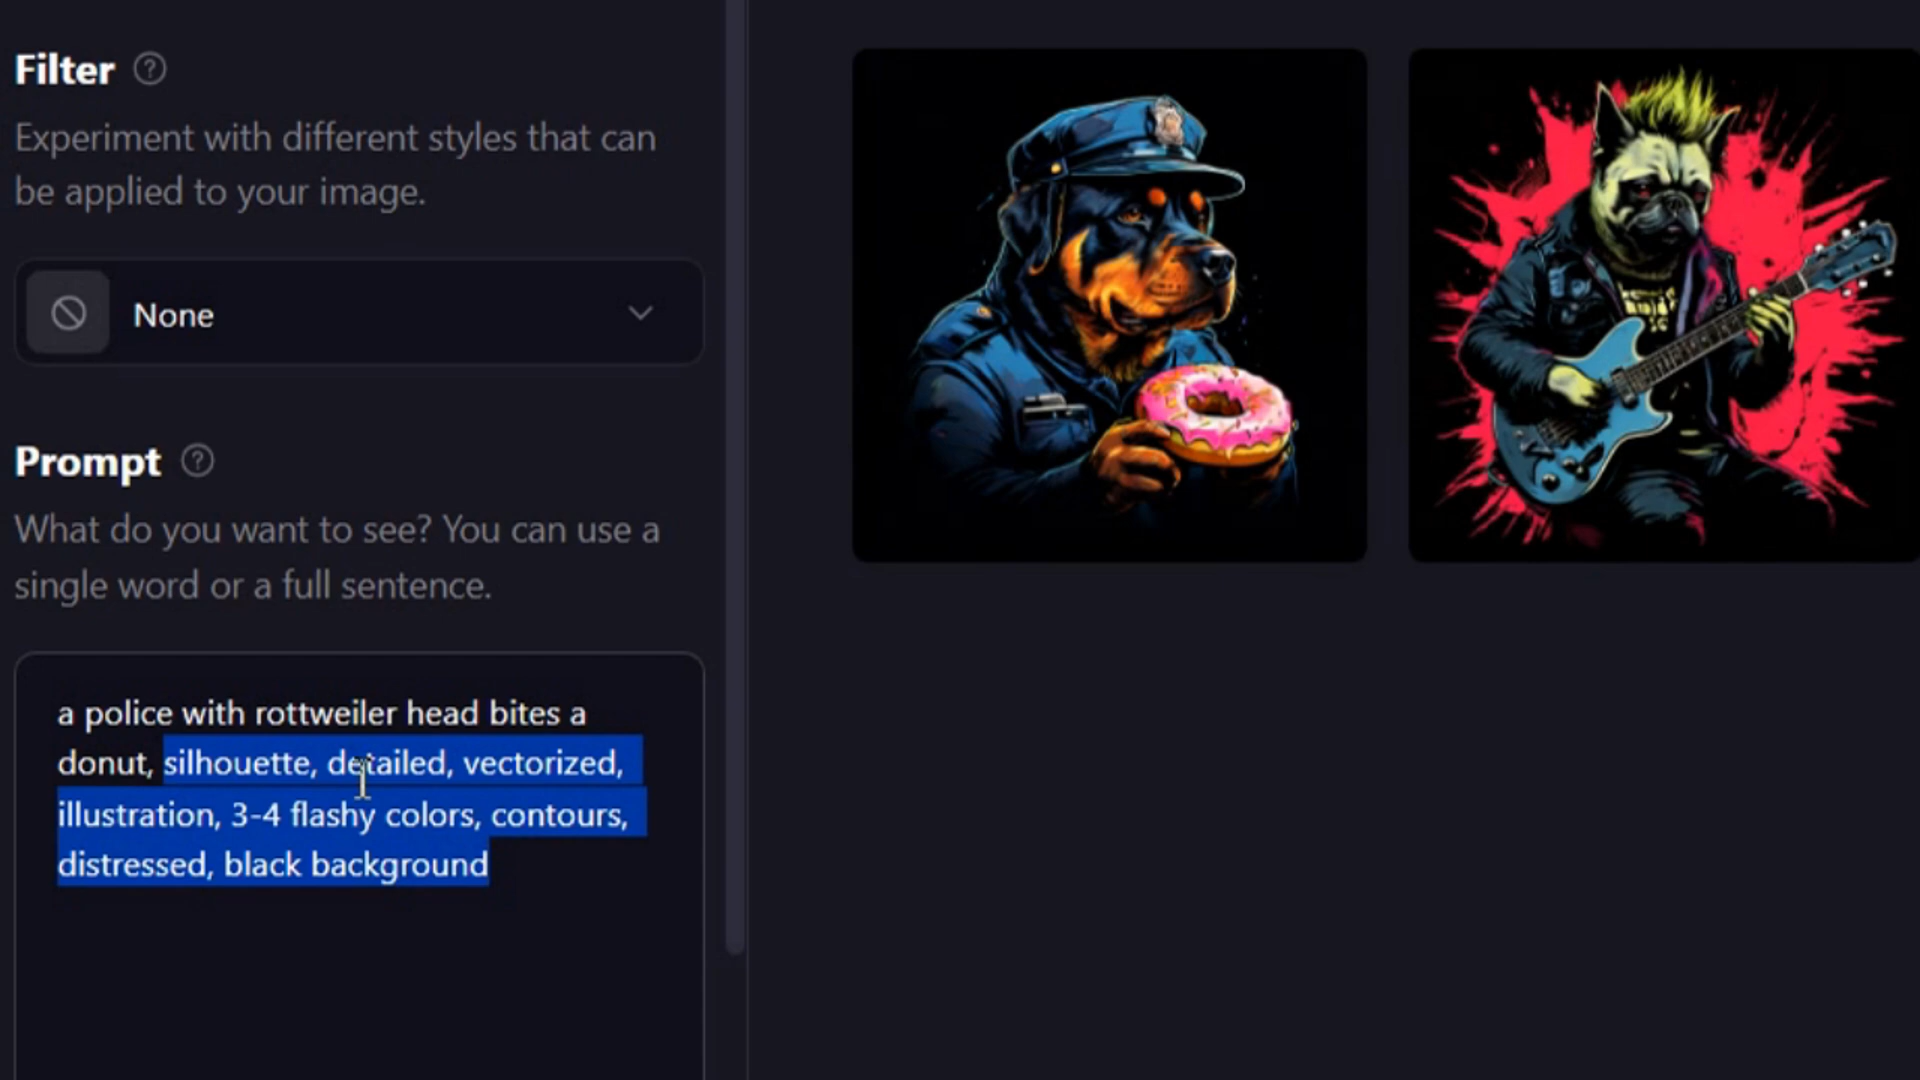 Filter
Experiment with different styles that can
be applied to your image.
None
Prompt
What do you want to see? You can use a
single word or a full sentence.
a police with rottweiler head bites a
donut, silhouette, detailed, vectorized,
illustration, 3-4 flashy colors, contours,
distressed, black background